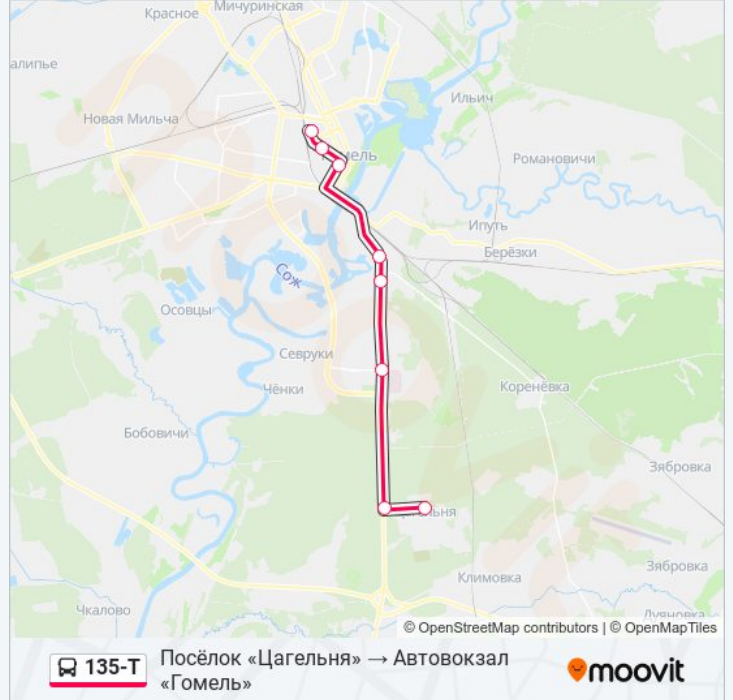 Мичуринская
Красное
алипье
Ильич
Новая Мильча
мель
Романовичи
Ипуть
Берёзки
Сож
Осовцы
Севруки
Чёнки
Коренёвка
Бобовичи
Зябровка
ельня
Зябровка
Климовка
Чкалово
Дуяновка
© OpenStreetMap contributors | © OpenMapTiles
135-Т Посёлок «Цагельня» → Автовокзал
«Гомель»
moovit